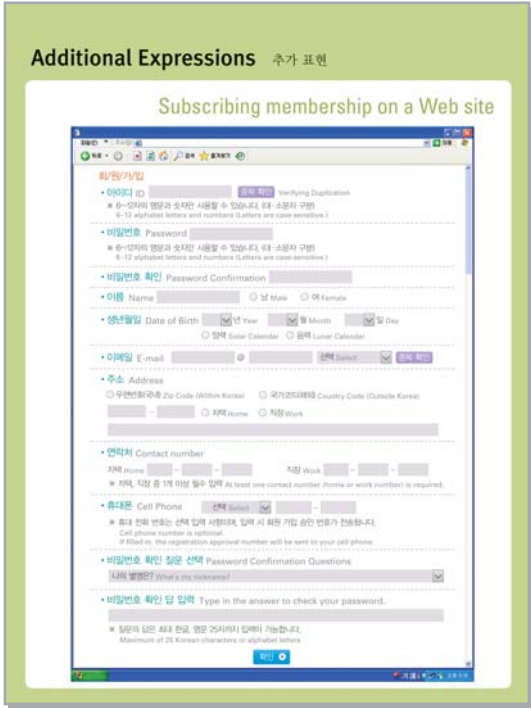 Additional Expressions 추가 표현
Subscribing membership on a Web site
회/원/가/입
• 아이디 ID 중복 확인 Verifying Duplication
※ 6~12자의 영문과 숫자만 사용할 수 있습니다. (대·소문자 구분)
6-12 alphabet letters and numbers (Letters are case-sensitive.)
• 비밀번호 Password
※ 6~12자의 영문과 숫자만 사용할 수 있습니다. (대·소문자 구분)
6-12 alphabet letters and numbers (Letters are case-sensitive.)
• 비밀번호 확인 Password Confirmation
• 이름 Name 남 Male 여 Female
• 생년월일 Date of Birth 년 Year 월 Month 일 Day
양력 Solar Calendar 음력 Lunar Calendar
• 이메일 E-mail @ 선택 Select 중복 확인
• 주소 Address
우편번호(국내) Zip Code (Within Korea) 국가코드(해외) Country Code (Outside Korea)
– 자택 Home 직장 Work
• 연락처 Contact number
자택 Home – – 직장 Work – –
※ 자택, 직장 중 1개 이상 필수 입력 At least one contact number (home or work number) is required.
• 휴대폰 Cell Phone 선택 Select –
※ 휴대 전화 번호는 선택 입력 사항이며, 입력 시 회원 가입 승인 번호가 전송됩니다.
Cell phone number is optional.
If filled in, the registration approval number will be sent to your cell phone.
• 비밀번호 확인 질문 선택 Password Confirmation Questions
나의 별명은? What's my nickname?
• 비밀번호 확인 답 입력 Type in the answer to check your password.
※ 질문의 답은 최대 한글, 영문 25자까지 입력이 가능합니다.
Maximum of 25 Korean characters or alphabet letters
확인